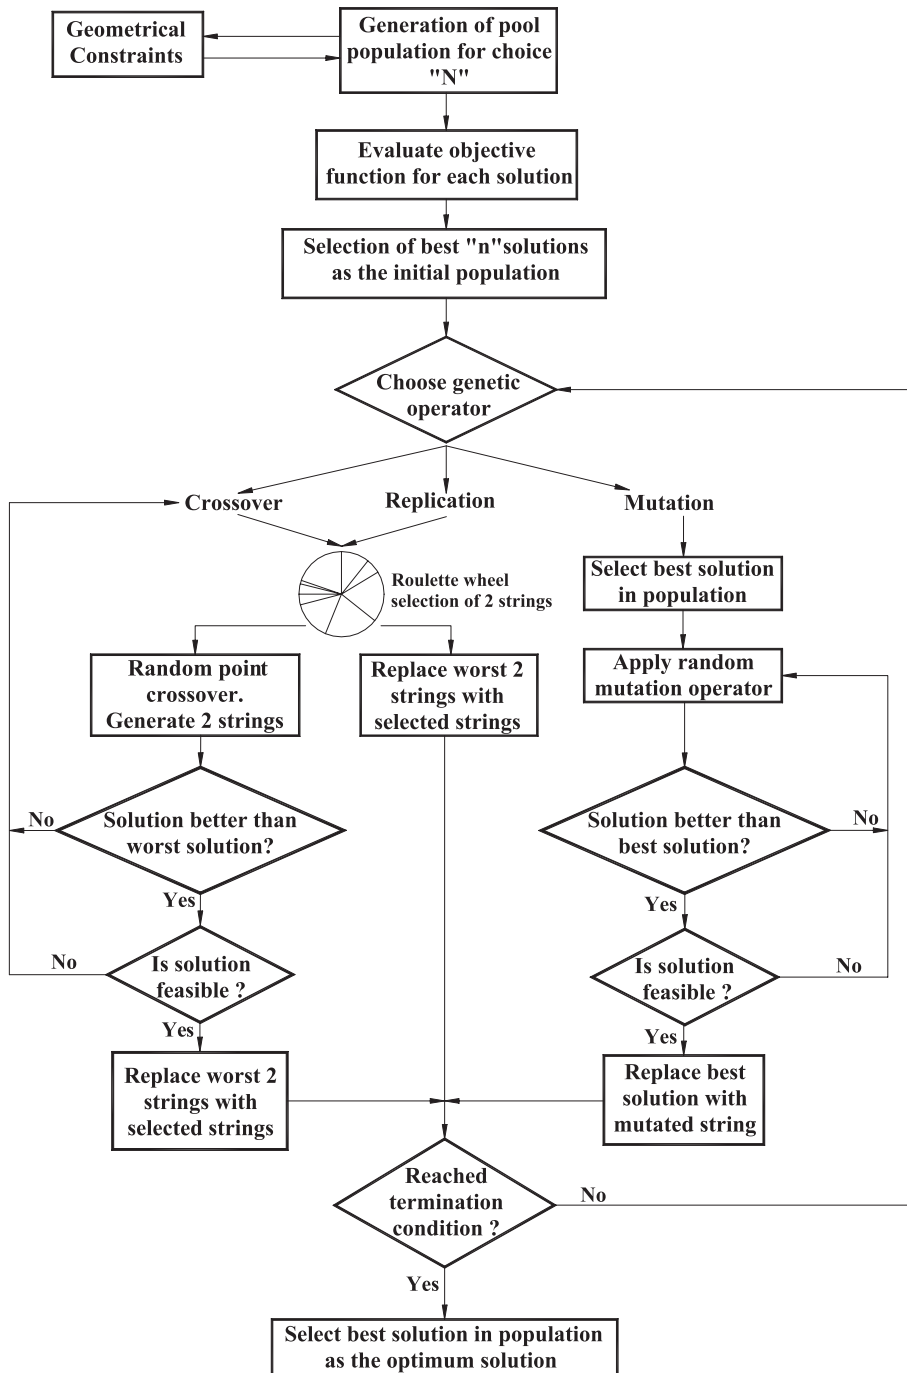 Geometrical
Constraints
Generation of pool
population for choice
"N"
Evaluate objective
function for each solution
Selection of best "n"solutions
as the initial population
Choose genetic
operator
Crossover
Replication
Mutation
Roulette wheel
selection of 2 strings
Select best solution
in population
Random point
crossover.
Generate 2 strings
Replace worst 2
strings with
selected strings
Apply random
mutation operator
No
Solution better than
worst solution?
Solution better than
best solution?
No
Yes
Yes
No
Is solution
feasible ?
Is solution
feasible ?
No
Yes
Yes
Replace worst 2
strings with
selected strings
Replace best
solution with
mutated string
Reached
termination
condition ?
No
Yes
Select best solution in population
as the optimum solution